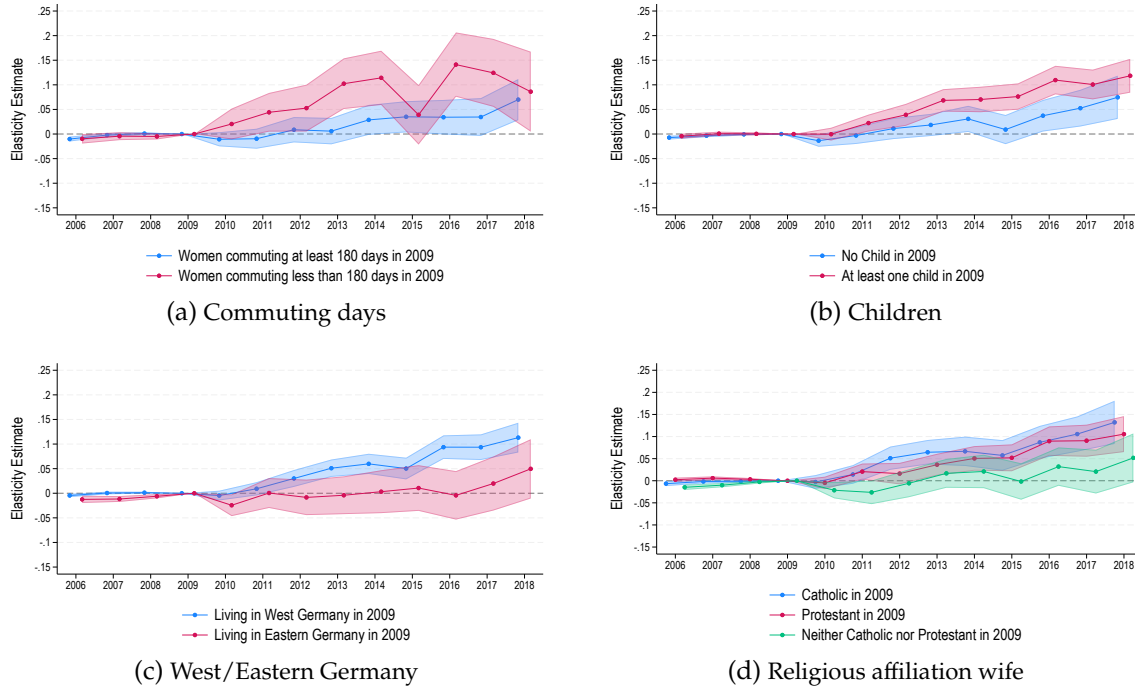 Elasticity Estimate
.25
.2
.15
.1
.05
0
-.05
-.1
-.15
2006 2007 2008 2009 2010 2011 2012 2013 2014 2015 2016 2017 2018
Women commuting at least 180 days in 2009
Women commuting less than 180 days in 2009
(a) Commuting days
Elasticity Estimate
.25
.2
.15
.1
.05
0
-.05
-.1
-.15
2006 2007 2008 2009 2010 2011 2012 2013 2014 2015 2016 2017 2018
No Child in 2009
At least one child in 2009
(b) Children
Elasticity Estimate
.25
.2
.15
.1
.05
0
-.05
-.1
-.15
2006 2007 2008 2009 2010 2011 2012 2013 2014 2015 2016 2017 2018
Living in West Germany in 2009
Living in Eastern Germany in 2009
(c) West/Eastern Germany
Elasticity Estimate
.25
.2
.15
.1
.05
0
-.05
-.1
-.15
2006 2007 2008 2009 2010 2011 2012 2013 2014 2015 2016 2017 2018
Catholic in 2009
Protestant in 2009
Neither Catholic nor Protestant in 2009
(d) Religious affiliation wife